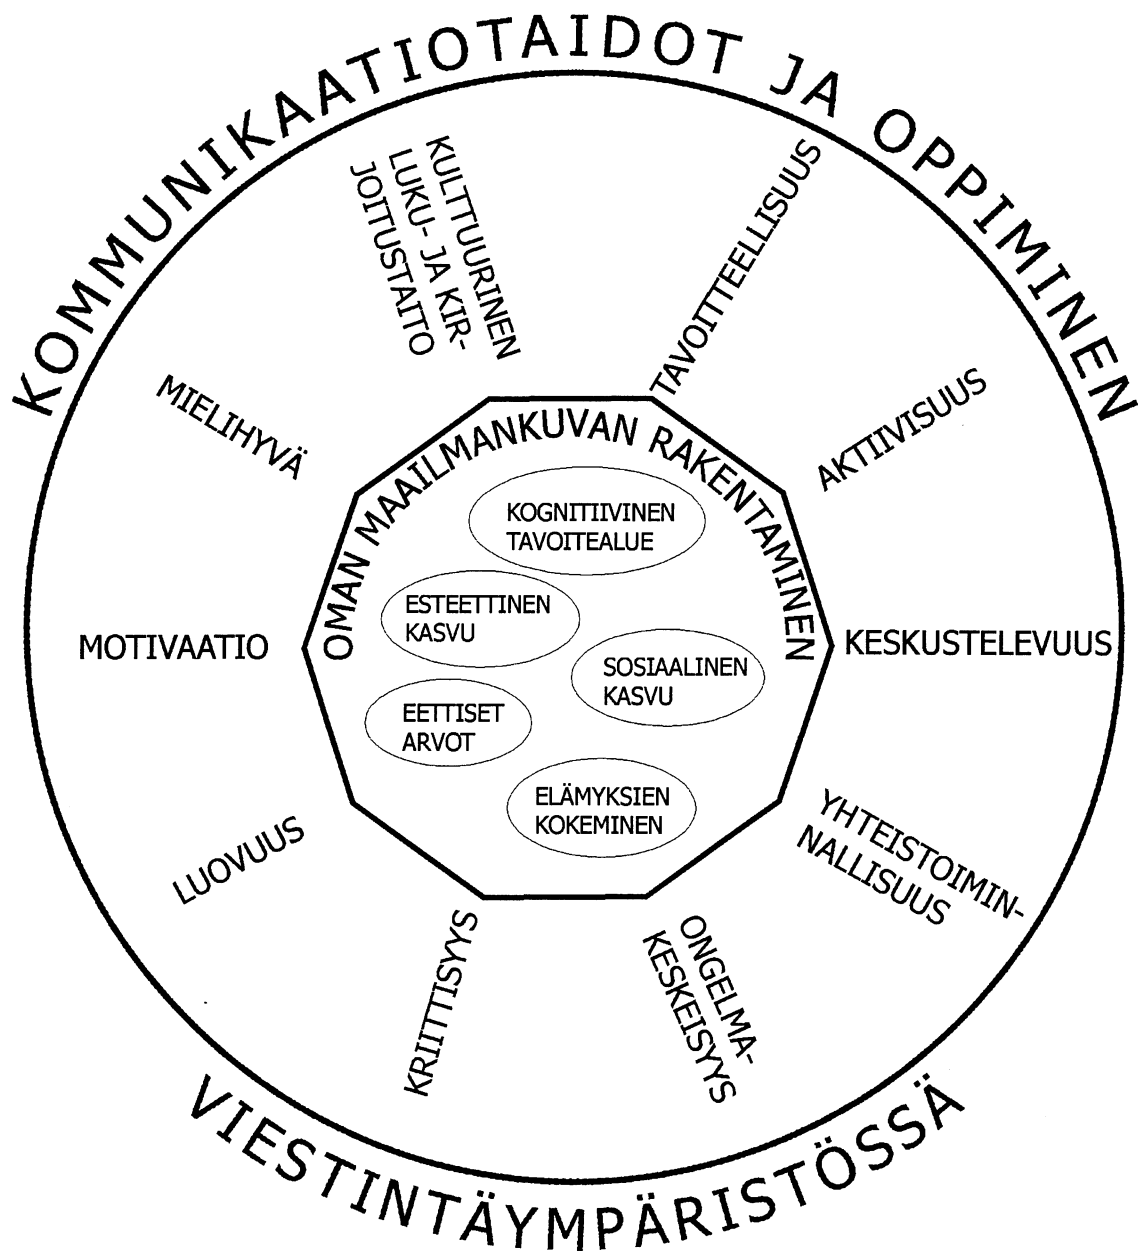 KOMMUNIKAATIOTAIDOT JA OPPIMINEN
KULTTUURINEN
LUKU- JA KIR-
JOITUSTAITO
TAVOITTEELLISUUS
MIELIHYVÄ
AKTIIVISUUS
OMAN MAAILMANKUVAN RAKENTAMINEN
KOGNITIIVINEN
TAVOITEALUE
ESTEETTINEN
KASVU
MOTIVAATIO
KESKUSTELEVUUS
SOSIAALINEN
KASVU
EETTISET
ARVOT
ELÄMYKSIEN
KOKEMINEN
LUOVUUS
YHTEISTOIMIN-
NALLISUUS
KRIITTISYYS
ONGELMA-
KESKEISYYS
VIESTINTÄYMPÄRISTÖSSÄ